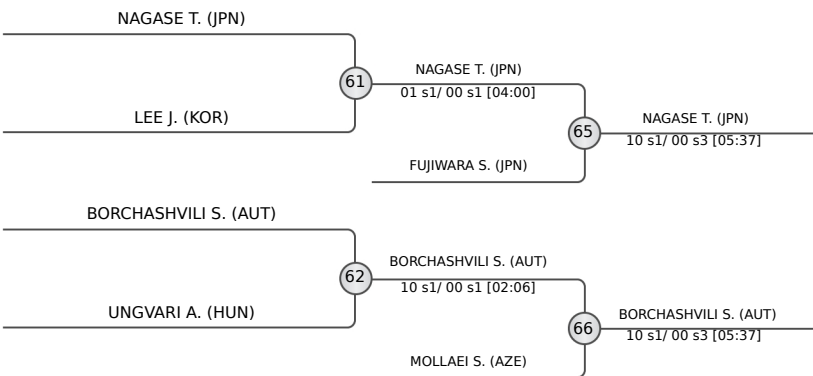 NAGASE T. (JPN)
61
LEE J. (KOR)
NAGASE T. (JPN)
01 s1/ 00 s1 [04:00]
65
FUJIWARA S. (JPN)
NAGASE T. (JPN)
10 s1/ 00 s3 [05:37]
BORCHASHVILI S. (AUT)
62
UNGVARI A. (HUN)
BORCHASHVILI S. (AUT)
10 s1/ 00 s1 [02:06]
66
MOLLAEI S. (AZE)
BORCHASHVILI S. (AUT)
10 s1/ 00 s3 [05:37]